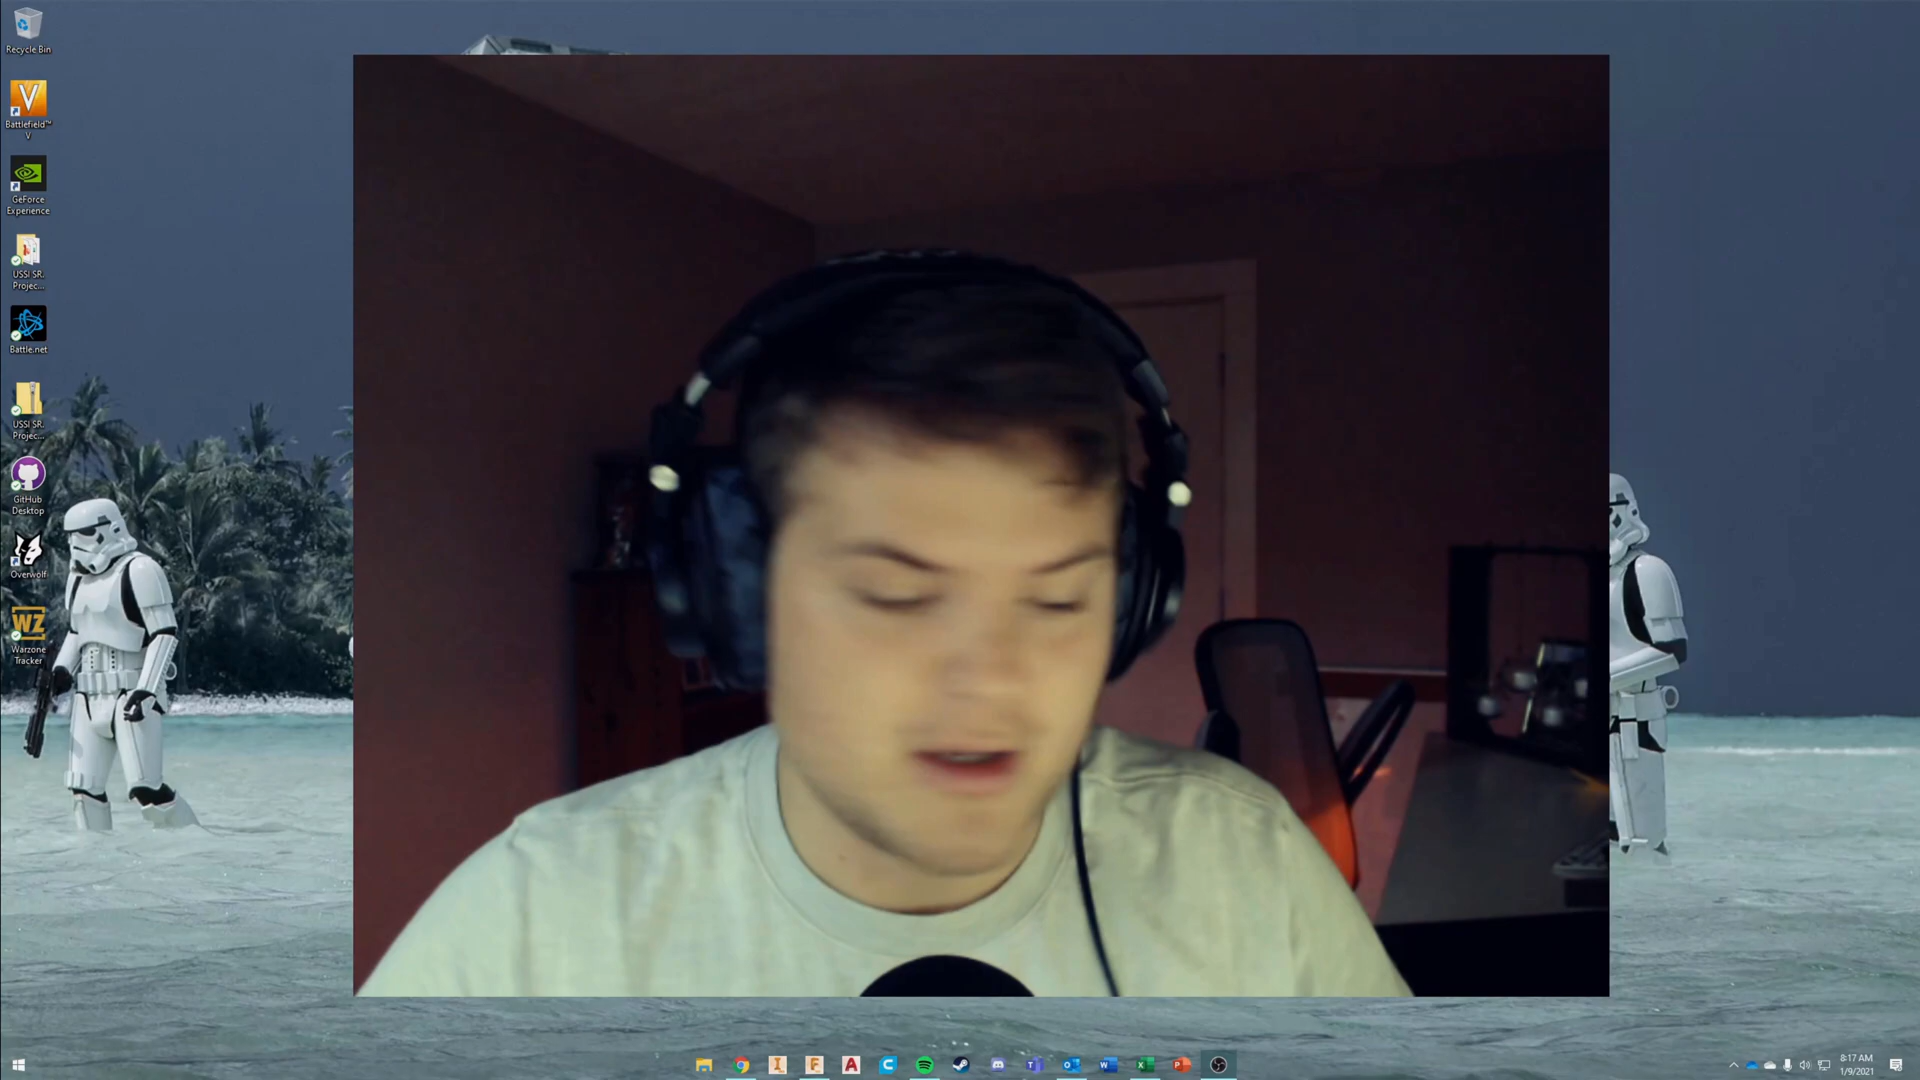 Recycle Bin
Battlefield™
V
GeForce
Experience
USSI SR.
Projec...
Battle.net
USSI SR.
Projec...
GitHub
Desktop
Overwolf
WZ
Warzone
Tracker
8:17 AM
1/9/2021